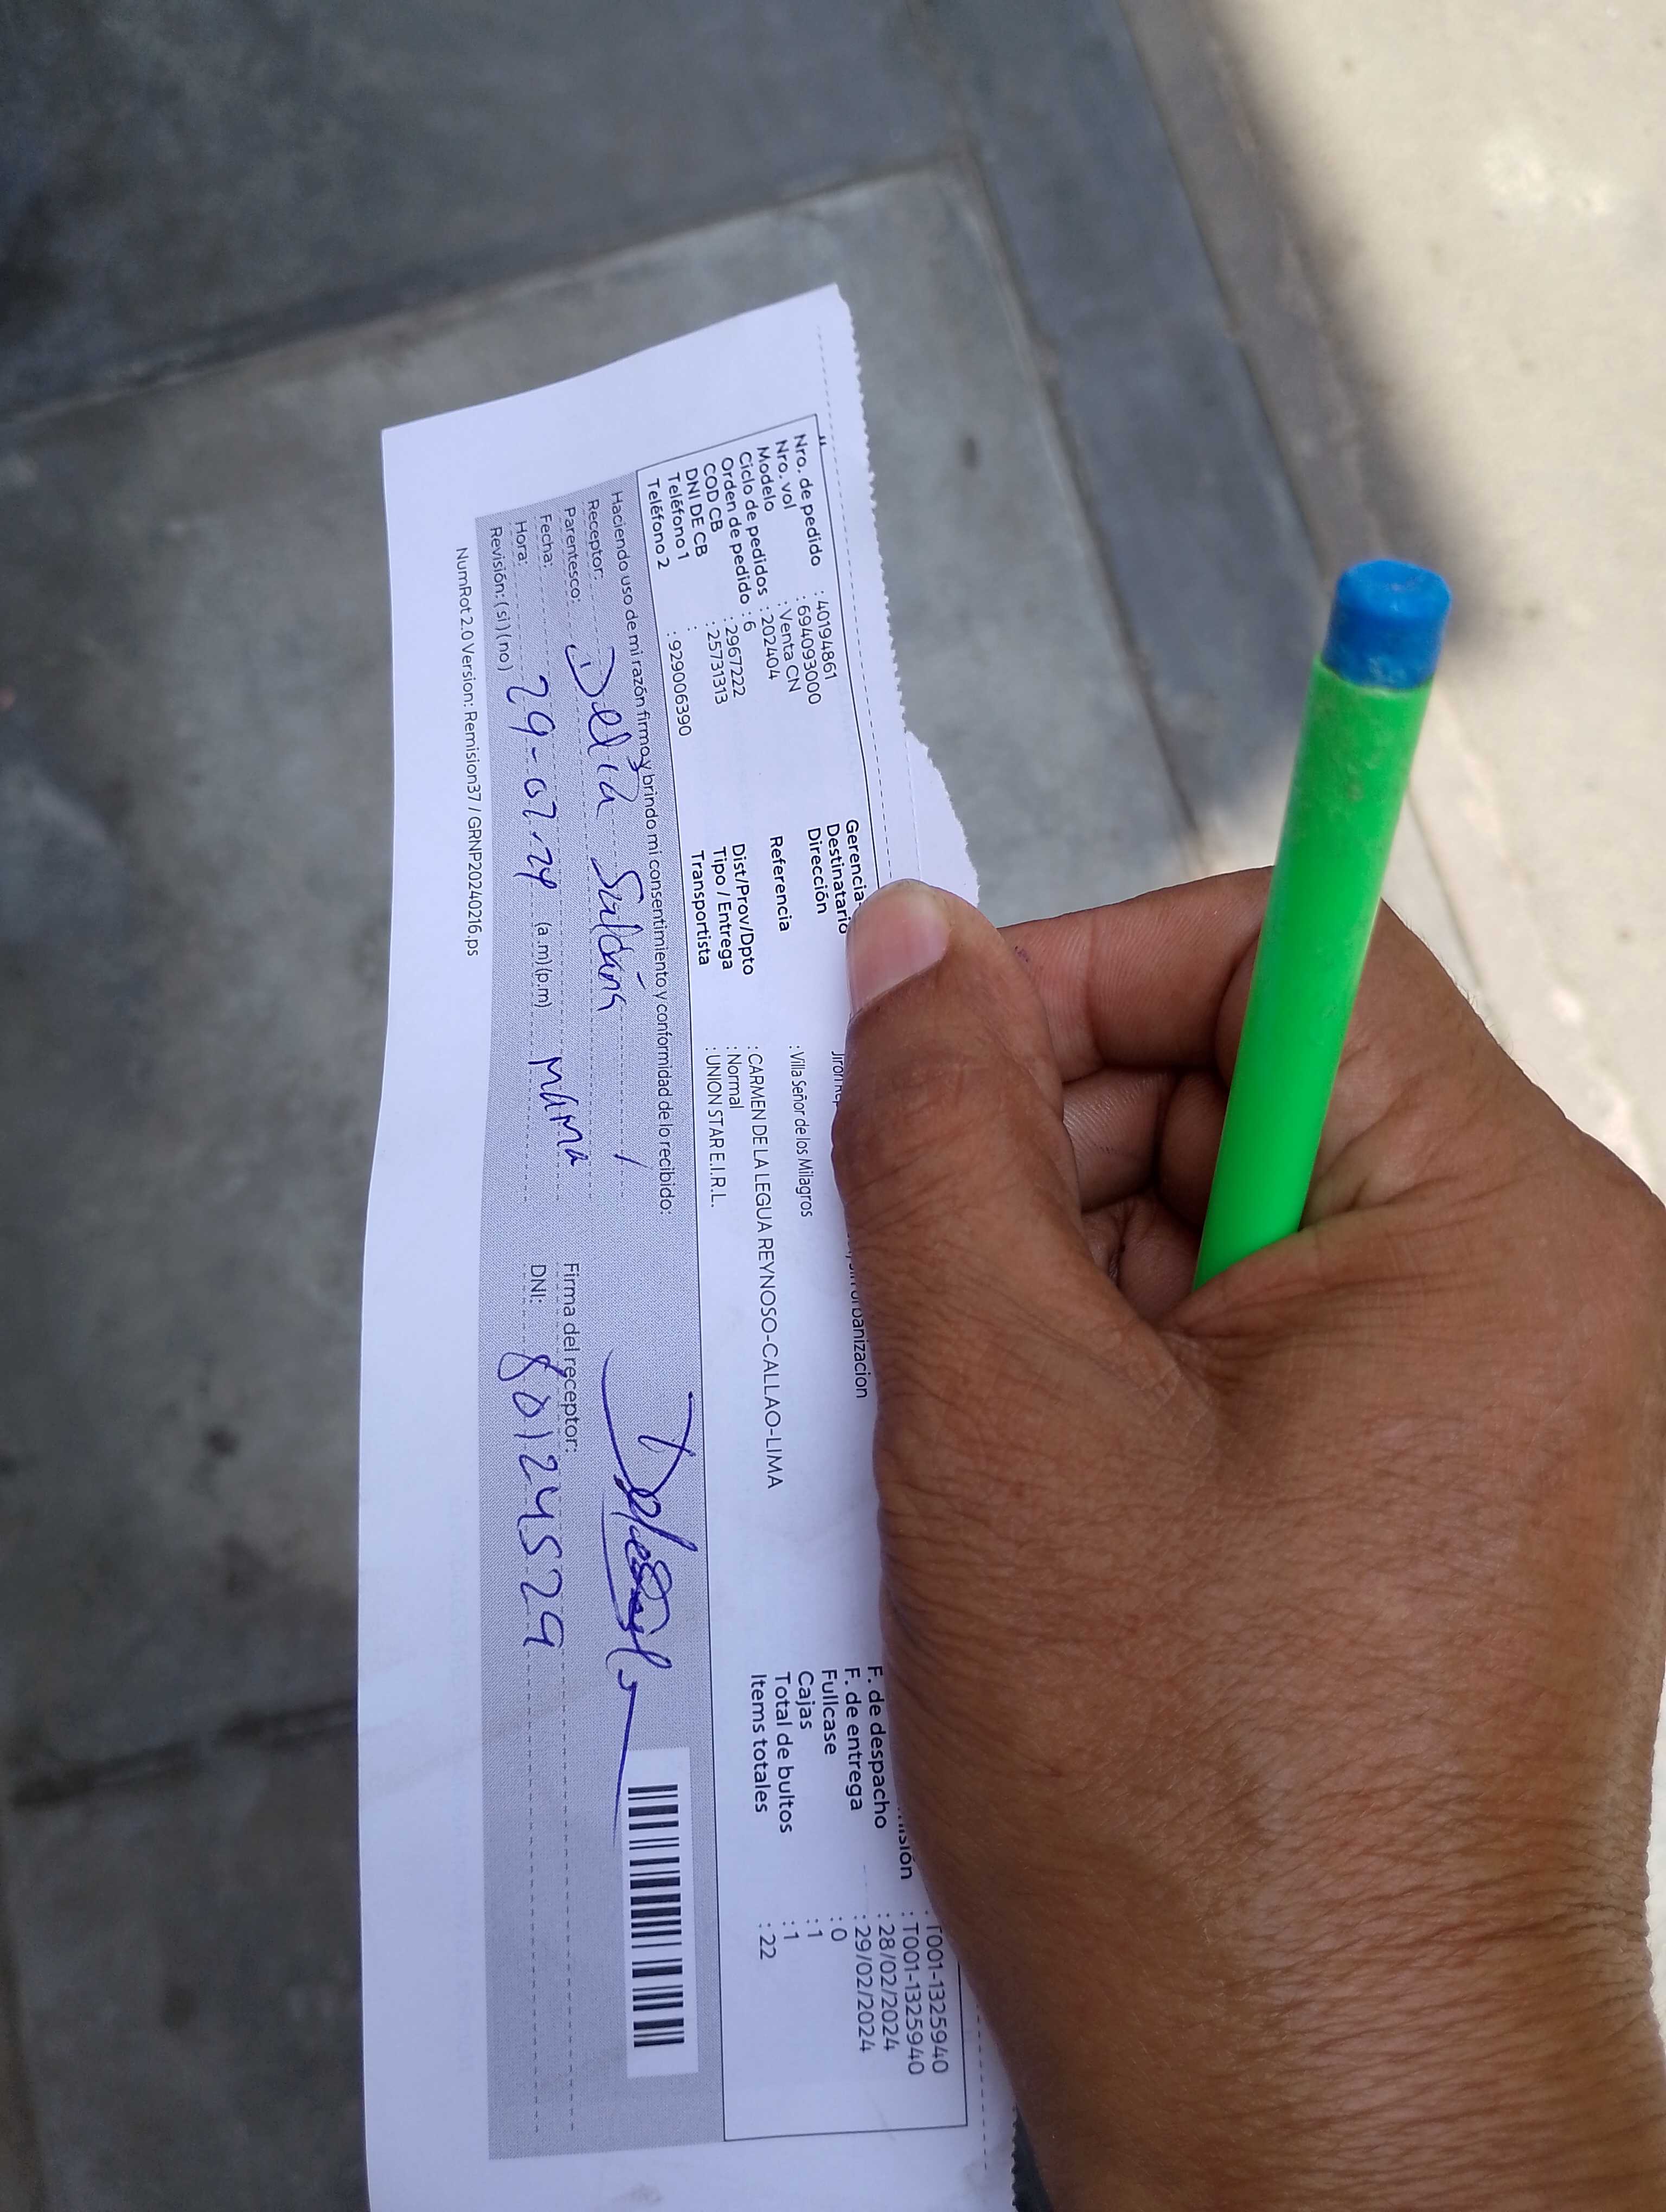 Nro. de pedido : 40194861
Nro. vol : 694093000
Modelo : Venta CN
Ciclo de pedidos : 202404
Orden de pedido : 6
COD CB : 2967222
DNI DE CB : 25731313
Teléfono 1 :
Teléfono 2 : 929006390
Gerencia
Destinatario
Dirección
banizacion
Referencia : Villa Señor de los Milagros
Dist/Prov/Dpto : CARMEN DE LA LEGUA REYNOSO-CALLAO-LIMA
Tipo / Entrega : Normal
Transportista : UNION STAR E.I.R.L.
: T001-1325940
: T001-1325940
F. de despacho : 28/02/2024
F. de entrega : 29/02/2024
Fullcase : 0
Cajas : 1
Total de bultos : 1
Items totales : 22
Haciendo uso de mi razón firmo y brindo mi consentimiento y conformidad de lo recibido:
Receptor: Delia Saldaña
Parentesco: mama
Fecha: 29-02-24
Hora: (a.m) (p.m)
Revisión: (si) (no)
Firma del receptor:
DNI: 80124529
NumRot 2.0 Version: Remision37 / GRNP20240216.ps